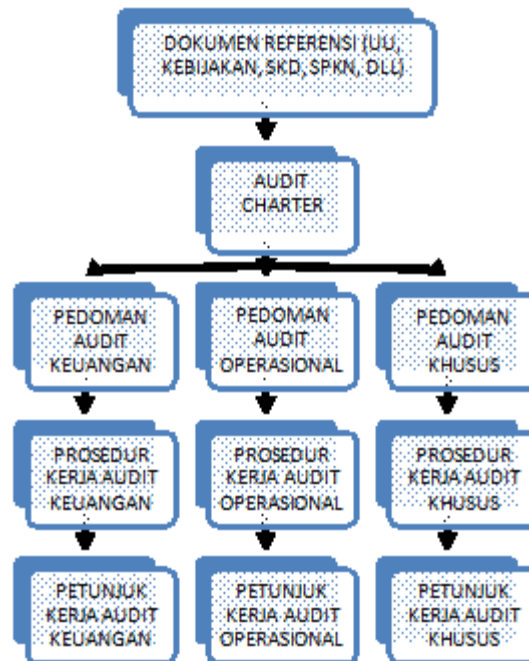 DOKUMEN REFERENSI (UU,
KEBIJAKAN, SKD, SPKN, DLL)
AUDIT
CHARTER
PEDOMAN
AUDIT
KEUANGAN
PEDOMAN
AUDIT
OPERASIONAL
PEDOMAN
AUDIT
KHUSUS
PROSEDUR
KERJA AUDIT
KEUANGAN
PROSEDUR
KERJA AUDIT
OPERASIONAL
PROSEDUR
KERJA AUDIT
KHUSUS
PETUNJUK
KERJA AUDIT
KEUANGAN
PETUNJUK
KERJA AUDIT
OPERASIONAL
PETUNJUK
KERJA AUDIT
KHUSUS